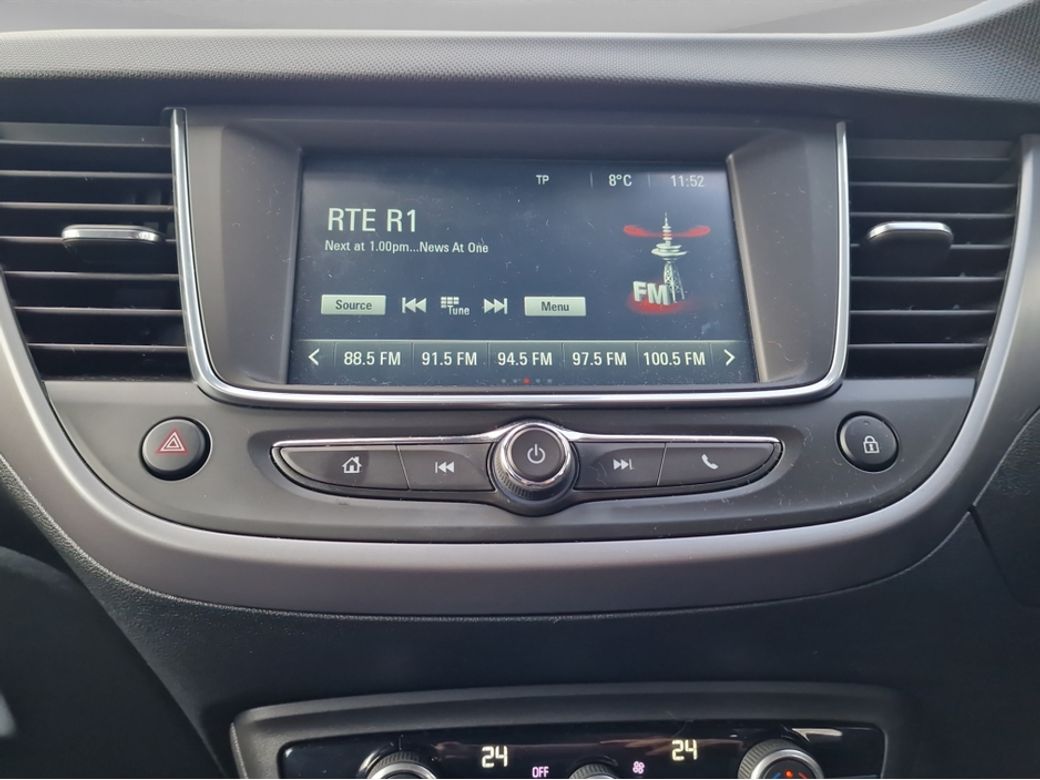 TP 8°C 11:52
RTE R1
Next at 1.00pm...News At One
FM
Source Tune Menu
88.5 FM 91.5 FM 94.5 FM 97.5 FM 100.5 FM
24 OFF 24